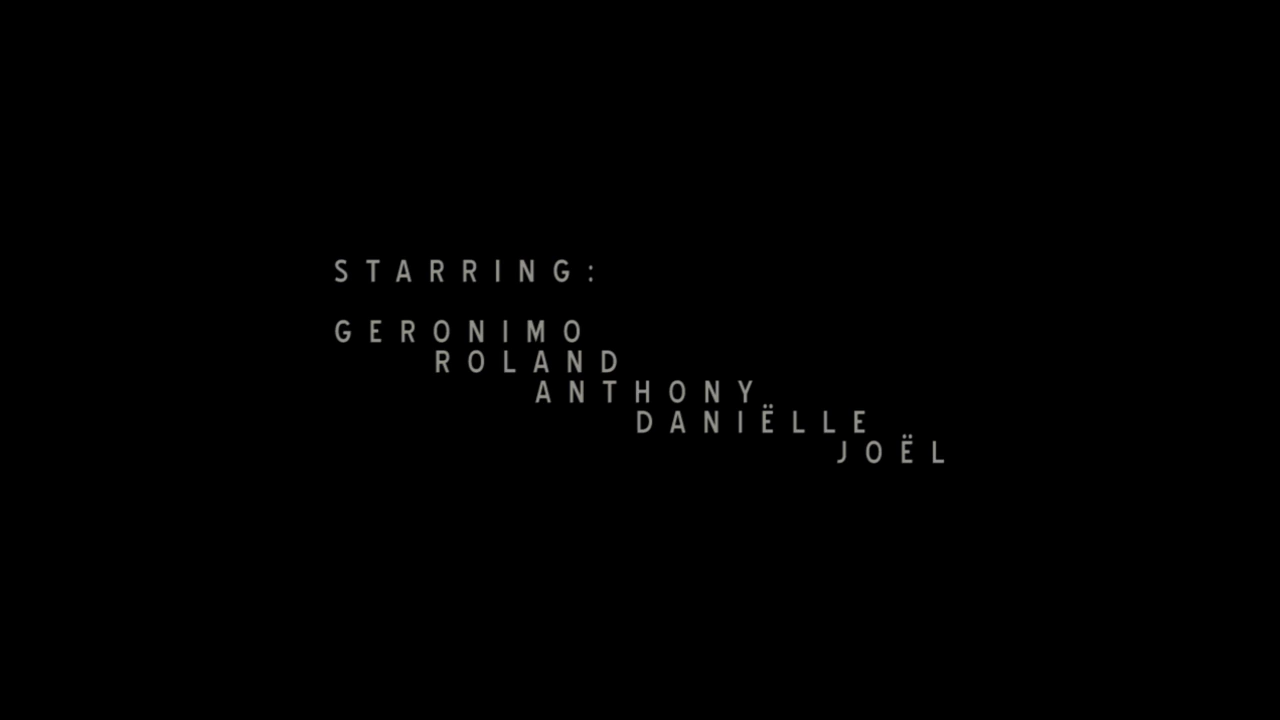 STARRING:
GERONIMO
ROLAND
ANTHONY
DANIËLLE
JOËL